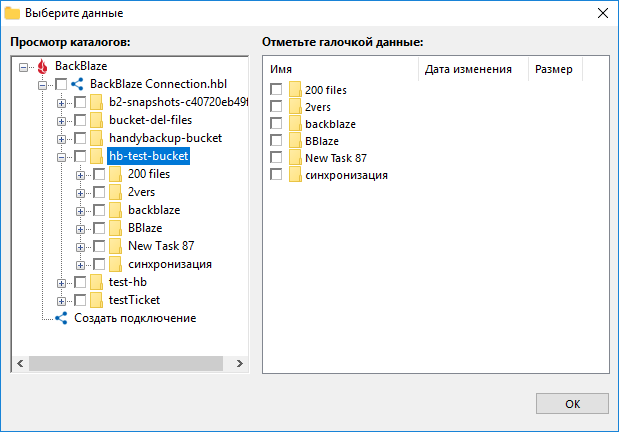 Выберите данные
Просмотр каталогов:
BackBlaze
BackBlaze Connection.hbl
b2-snapshots-c40720eb49f
bucket-del-files
handybackup-bucket
hb-test-bucket
200 files
2vers
backblaze
BBlaze
New Task 87
синхронизация
test-hb
testTicket
Создать подключение
Отметьте галочкой данные:
Имя Дата изменения Размер
200 files
2vers
backblaze
BBlaze
New Task 87
синхронизация
OK